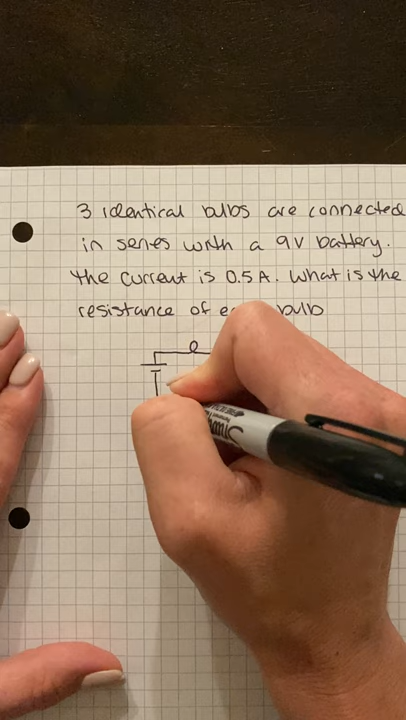 3 identical bulbs are connected
in series with a 9V battery.
The current is 0.5A. What is the
resistance of bulb